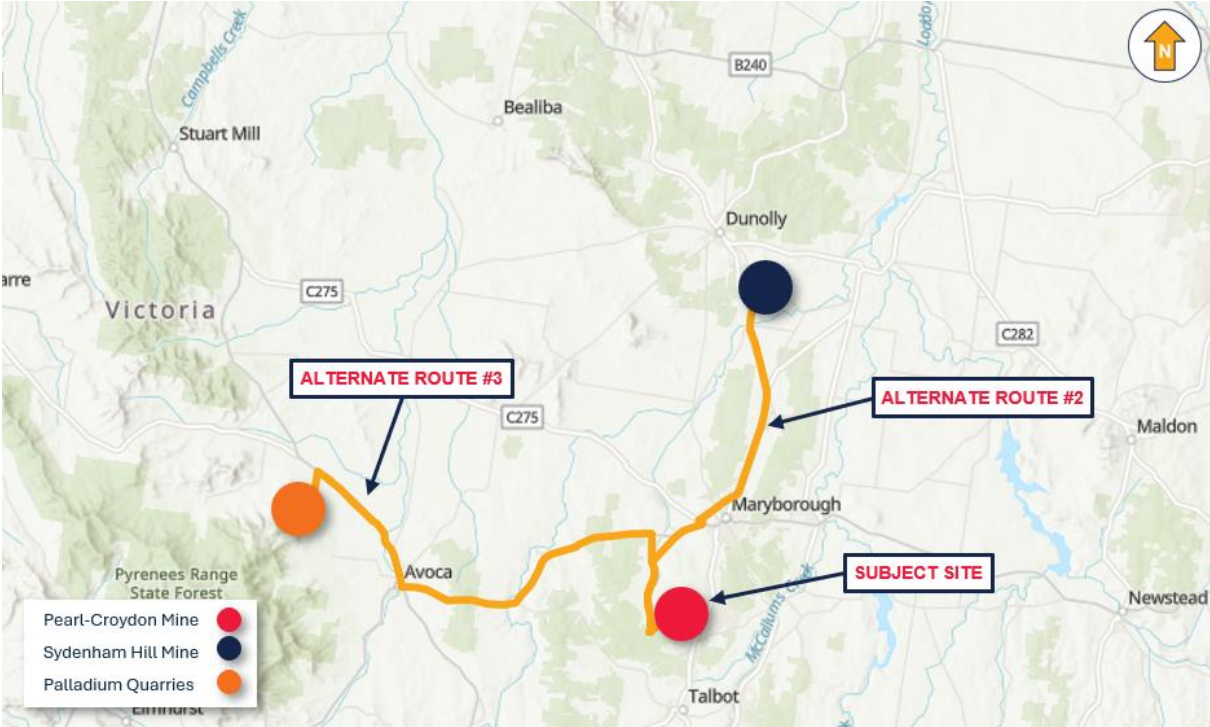 Campbells Creek
Loddo
N
B240
Bealiba
Stuart Mill
Dunolly
arre
C275
Victoria
C282
ALTERNATE ROUTE #3
ALTERNATE ROUTE #2
C275
Maldon
Maryborough
Avoca
SUBJECT SITE
Pyrenees Range
State Forest
McCallums Creek
Newstead
Pearl-Croydon Mine
Sydenham Hill Mine
Palladium Quarries
Talbot
Elmhurst